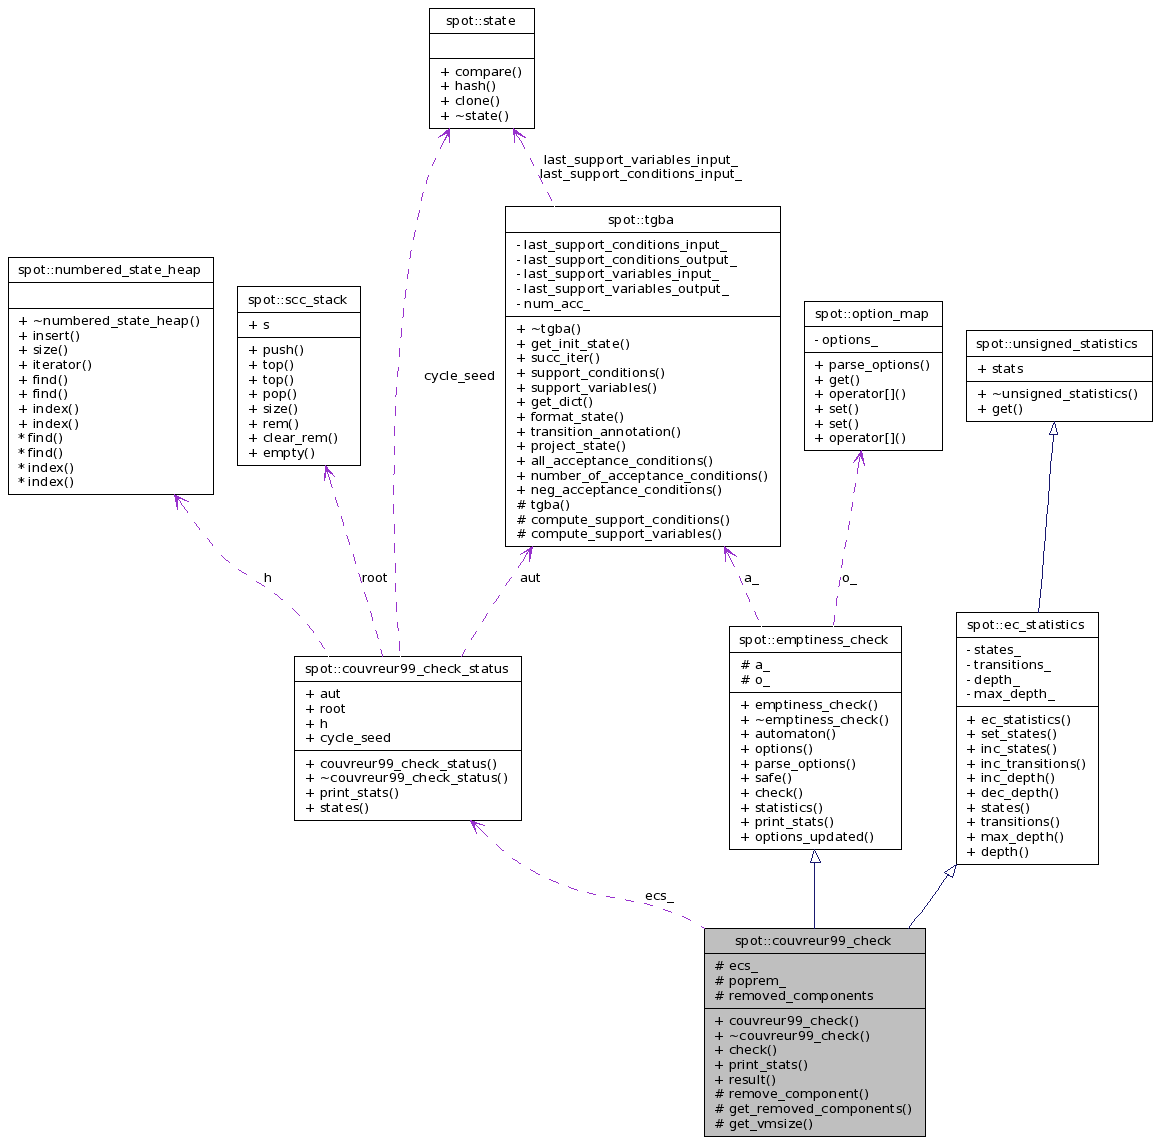 spot::state
+ compare()
+ hash()
+ clone()
+ ~state()
last_support_variables_input_
last_support_conditions_input_
spot::tgba
- last_support_conditions_input_
- last_support_conditions_output_
- last_support_variables_input_
- last_support_variables_output_
- num_acc_
+ ~tgba()
+ get_init_state()
+ succ_iter()
+ support_conditions()
+ support_variables()
+ get_dict()
+ format_state()
+ transition_annotation()
+ project_state()
+ all_acceptance_conditions()
+ number_of_acceptance_conditions()
+ neg_acceptance_conditions()
# tgba()
# compute_support_conditions()
# compute_support_variables()
spot::numbered_state_heap
+ ~numbered_state_heap()
+ insert()
+ size()
+ iterator()
+ find()
+ find()
+ index()
+ index()
* find()
* find()
* index()
* index()
spot::scc_stack
+ s
+ push()
+ top()
+ top()
+ pop()
+ size()
+ rem()
+ clear_rem()
+ empty()
cycle_seed
spot::option_map
- options_
+ parse_options()
+ get()
+ operator[]()
+ set()
+ set()
+ operator[]()
spot::unsigned_statistics
+ stats
+ ~unsigned_statistics()
+ get()
h
root
aut
a_
o_
spot::couvreur99_check_status
+ aut
+ root
+ h
+ cycle_seed
+ couvreur99_check_status()
+ ~couvreur99_check_status()
+ print_stats()
+ states()
spot::emptiness_check
# a_
# o_
+ emptiness_check()
+ ~emptiness_check()
+ automaton()
+ options()
+ parse_options()
+ safe()
+ check()
+ statistics()
+ print_stats()
+ options_updated()
spot::ec_statistics
- states_
- transitions_
- depth_
- max_depth_
+ ec_statistics()
+ set_states()
+ inc_states()
+ inc_transitions()
+ inc_depth()
+ dec_depth()
+ states()
+ transitions()
+ max_depth()
+ depth()
ecs_
spot::couvreur99_check
# ecs_
# poprem_
# removed_components
+ couvreur99_check()
+ ~couvreur99_check()
+ check()
+ print_stats()
+ result()
# remove_component()
# get_removed_components()
# get_vmsize()